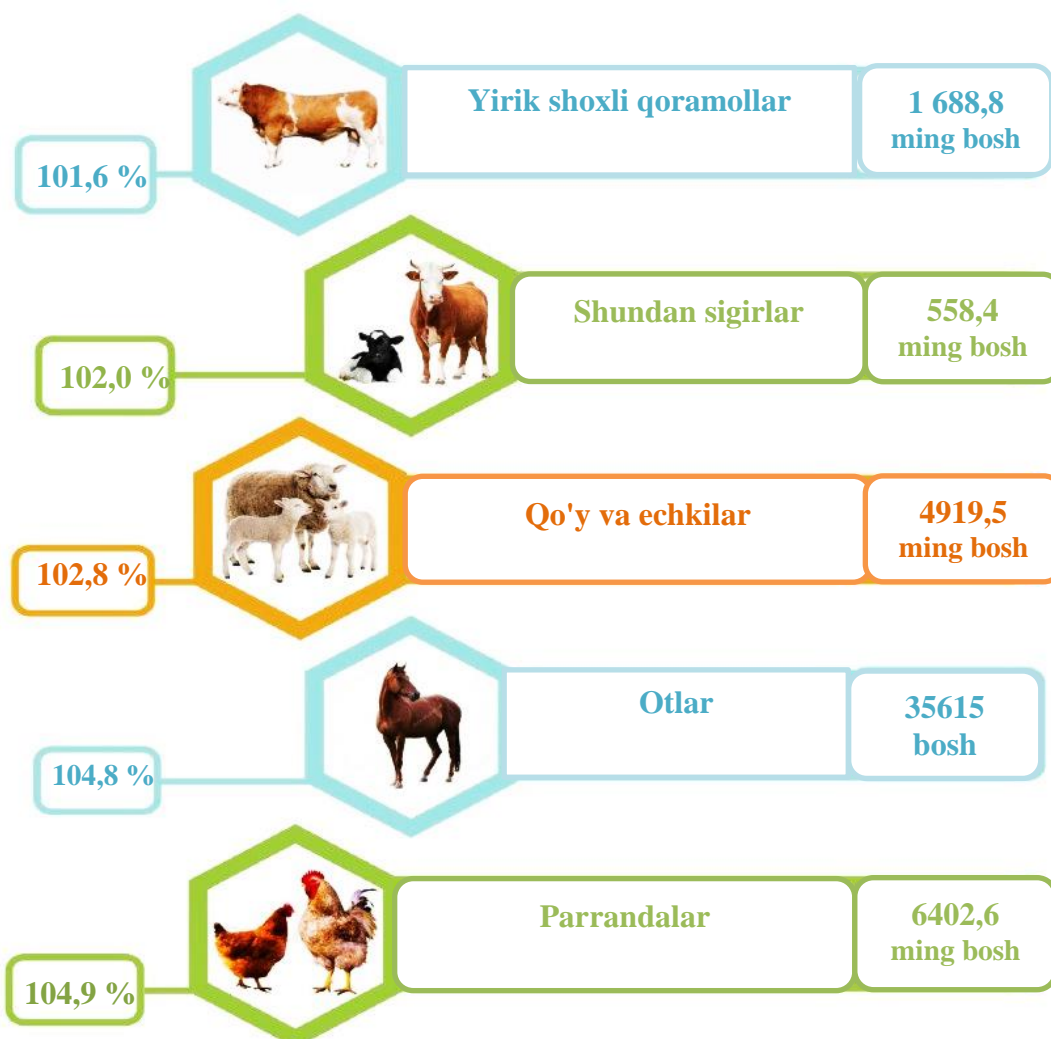 Yirik shoxli qoramollar
1 688,8
ming bosh
101,6 %
Shundan sigirlar
558,4
ming bosh
102,0 %
Qo'y va echkilar
4919,5
ming bosh
102,8 %
Otlar
35615
bosh
104,8 %
Parrandalar
6402,6
ming bosh
104,9 %